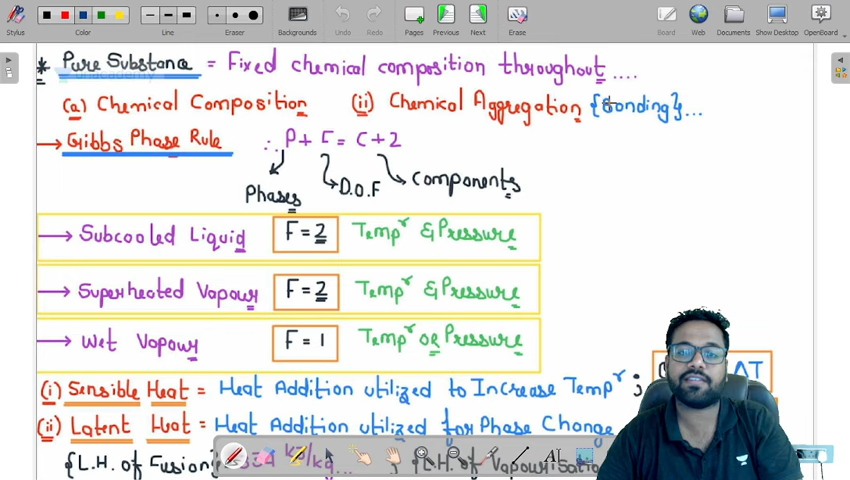 Stylus Color Line Eraser Backgrounds Undo Redo Pages Previous Next Erase Board Web Documents Show Desktop OpenBoard
* Pure Substance = Fixed chemical composition throughout ....
(a) Chemical Composition (ii) Chemical Aggregation {Bonding} ...
→ Gibbs Phase Rule ∴ P + F = C + 2
Phases D.O.F Components
→ Subcooled Liquid F = 2 Temp^r & Pressure
→ Superheated Vapour F = 2 Temp^r & Pressure
→ Wet Vapour F = 1 Temp^r or Pressure
(i) Sensible Heat = Heat Addition utilized to Increase Temp^r ; ΔT
(ii) Latent Heat = Heat Addition utilized for Phase Change
{L.H. of Fusion} kJ/kg ... {L.H. of Vapourisation